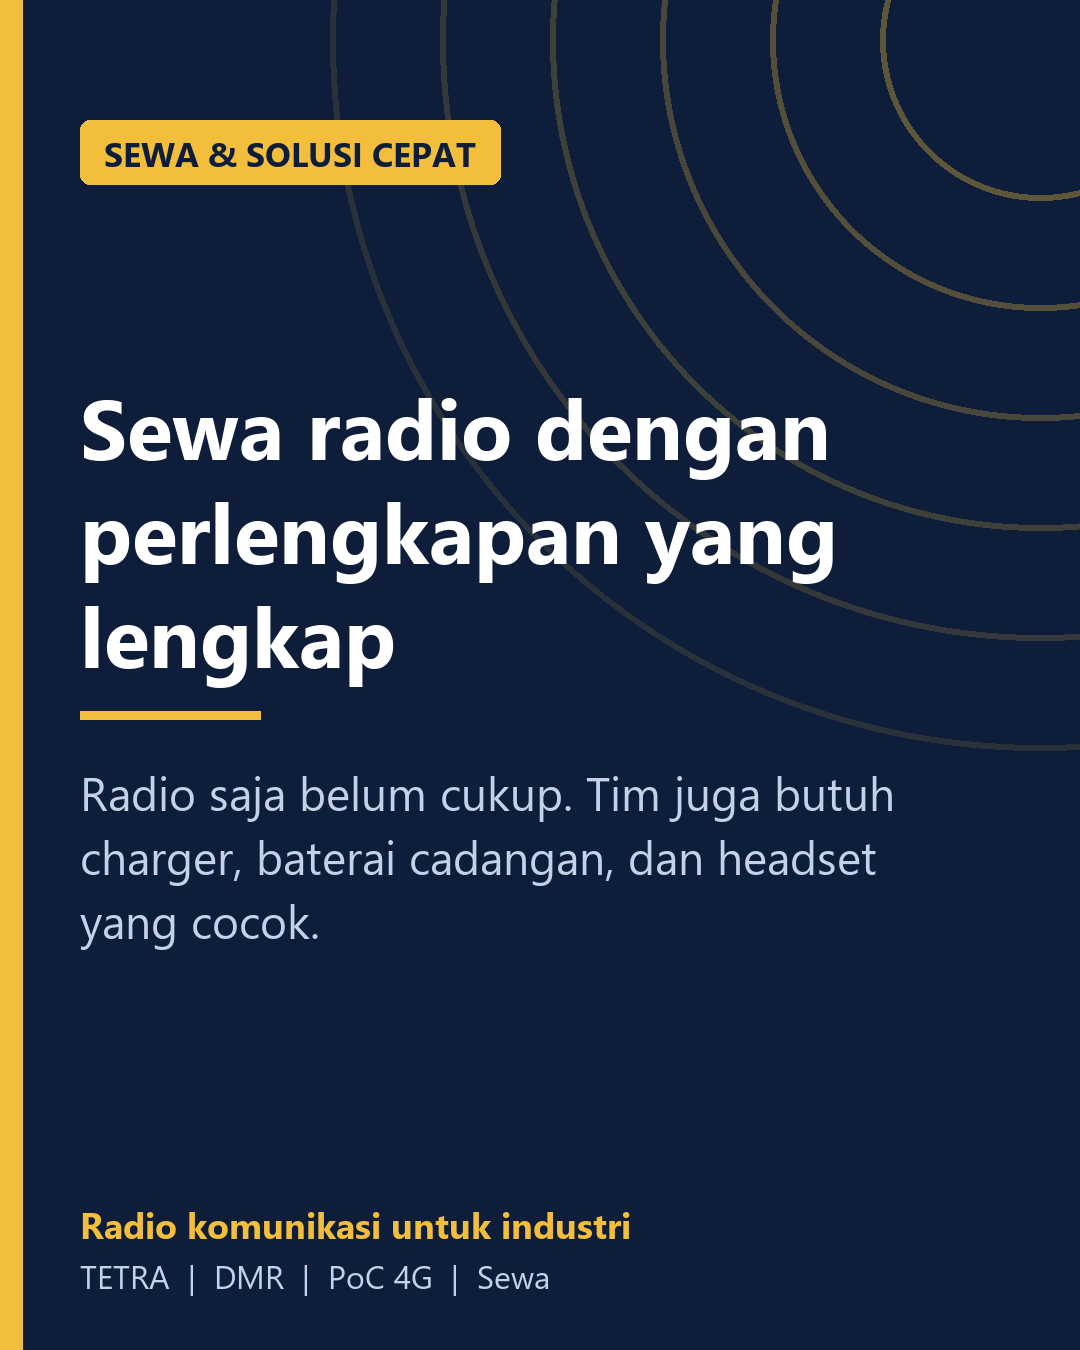 SEWA & SOLUSI CEPAT
Sewa radio dengan
perlengkapan yang
lengkap
Radio saja belum cukup. Tim juga butuh
charger, baterai cadangan, dan headset
yang cocok.
Radio komunikasi untuk industri
TETRA | DMR | PoC 4G | Sewa